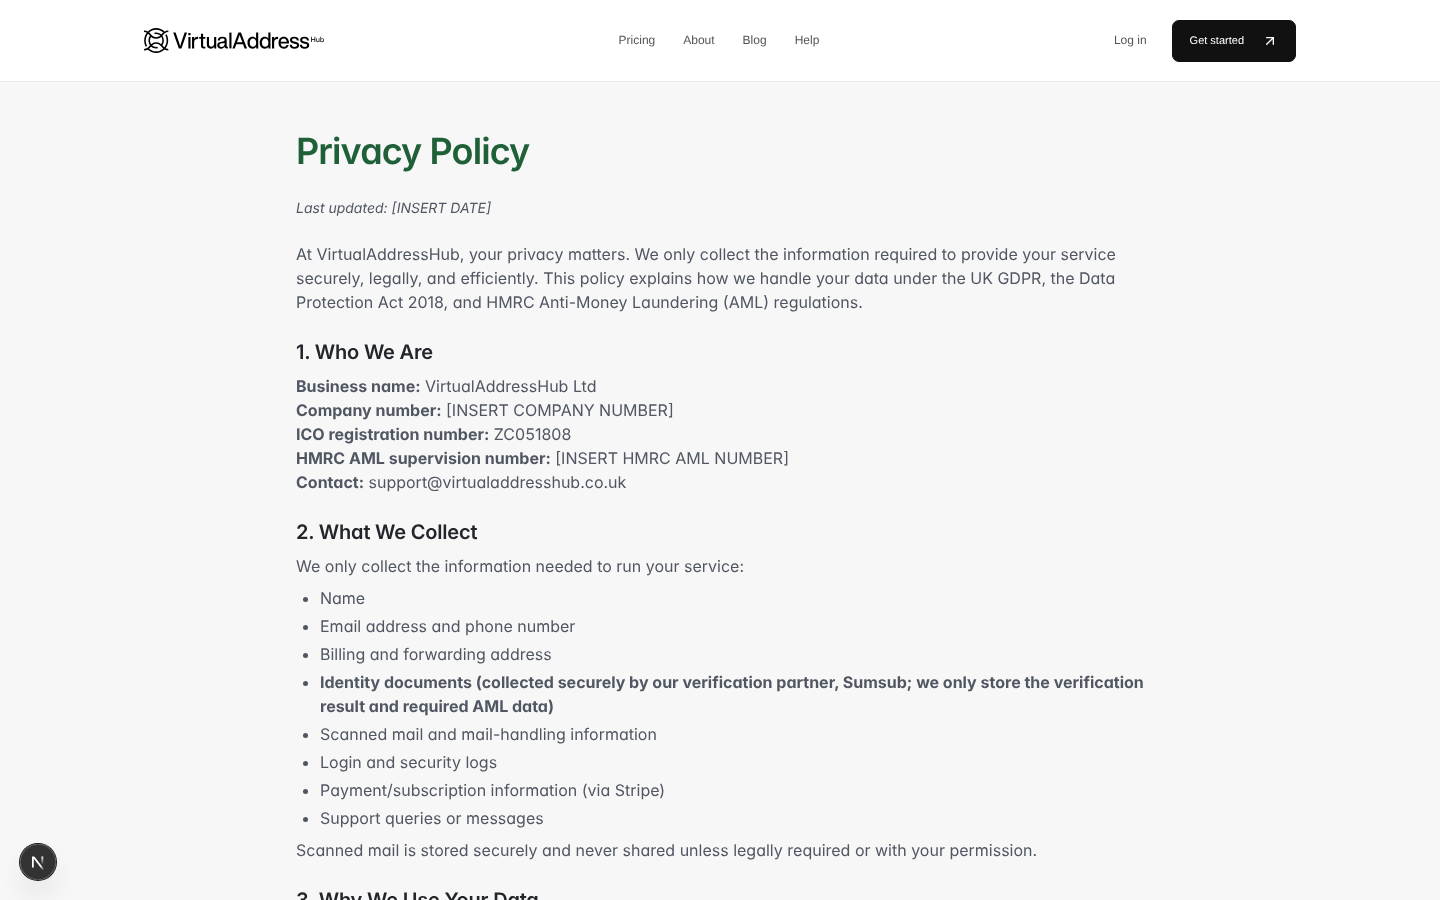 VirtualAddressHub
Pricing
About
Blog
Help
Log in
Get started
Privacy Policy
Last updated: [INSERT DATE]
At VirtualAddressHub, your privacy matters. We only collect the information required to provide your service
securely, legally, and efficiently. This policy explains how we handle your data under the UK GDPR, the Data
Protection Act 2018, and HMRC Anti-Money Laundering (AML) regulations.
1. Who We Are
Business name: VirtualAddressHub Ltd
Company number: [INSERT COMPANY NUMBER]
ICO registration number: ZC051808
HMRC AML supervision number: [INSERT HMRC AML NUMBER]
Contact: support@virtualaddresshub.co.uk
2. What We Collect
We only collect the information needed to run your service:
• Name
• Email address and phone number
• Billing and forwarding address
• Identity documents (collected securely by our verification partner, Sumsub; we only store the verification
result and required AML data)
• Scanned mail and mail-handling information
• Login and security logs
• Payment/subscription information (via Stripe)
• Support queries or messages
Scanned mail is stored securely and never shared unless legally required or with your permission.
3. Why We Use Your Data
N